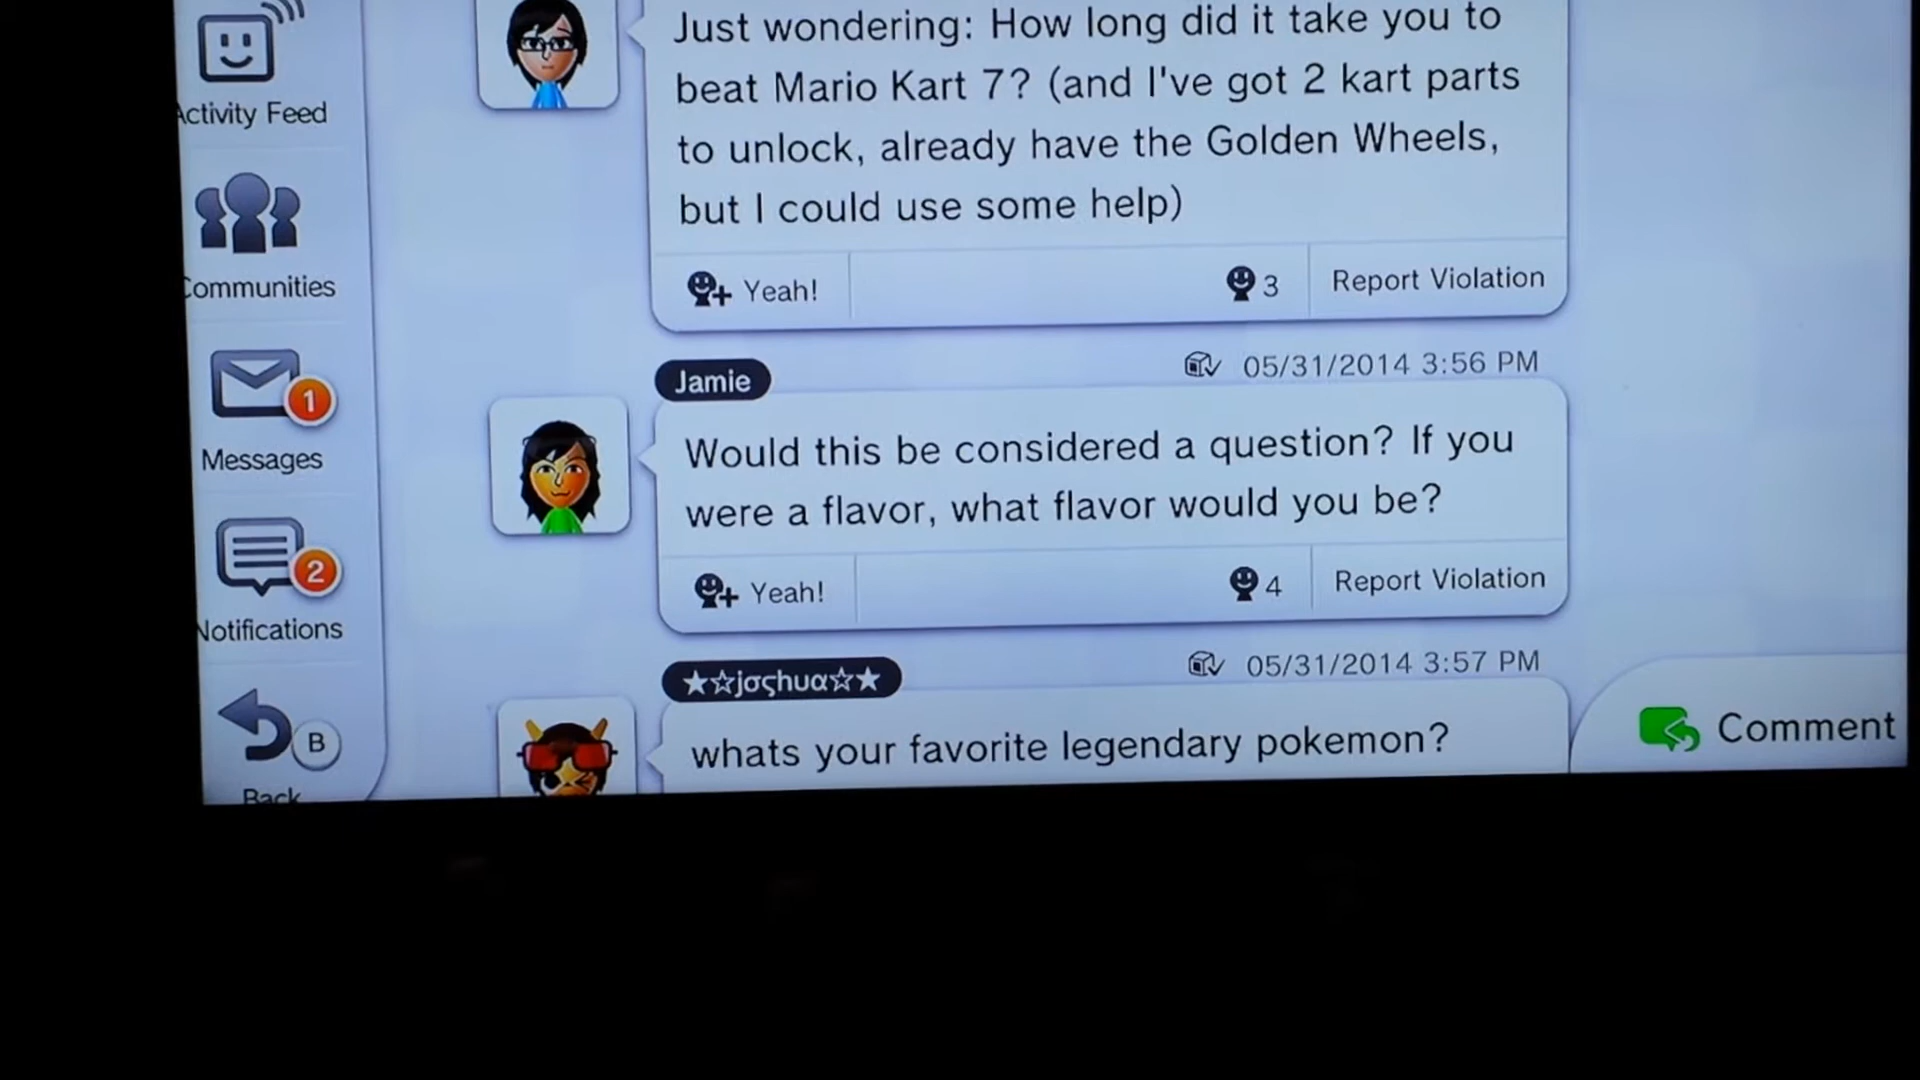 Activity Feed
Communities
1
Messages
2
Notifications
B
Back
Just wondering: How long did it take you to
beat Mario Kart 7? (and I've got 2 kart parts
to unlock, already have the Golden Wheels,
but I could use some help)
Yeah!
3
Report Violation
Jamie
05/31/2014 3:56 PM
Would this be considered a question? If you
were a flavor, what flavor would you be?
Yeah!
4
Report Violation
★☆jσςhuα☆★
05/31/2014 3:57 PM
whats your favorite legendary pokemon?
Comment